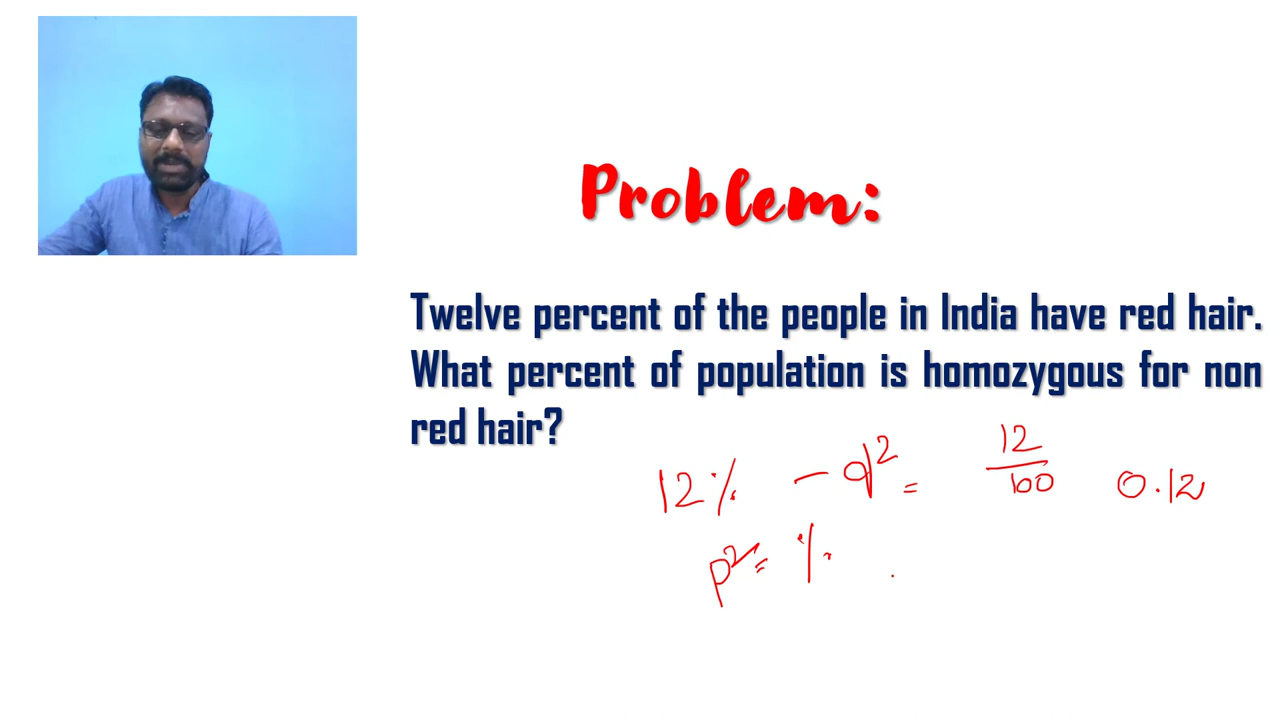 Problem:
Twelve percent of the people in India have red hair.
What percent of population is homozygous for non
red hair?
12% - q² = 12/100 0.12
p² = %